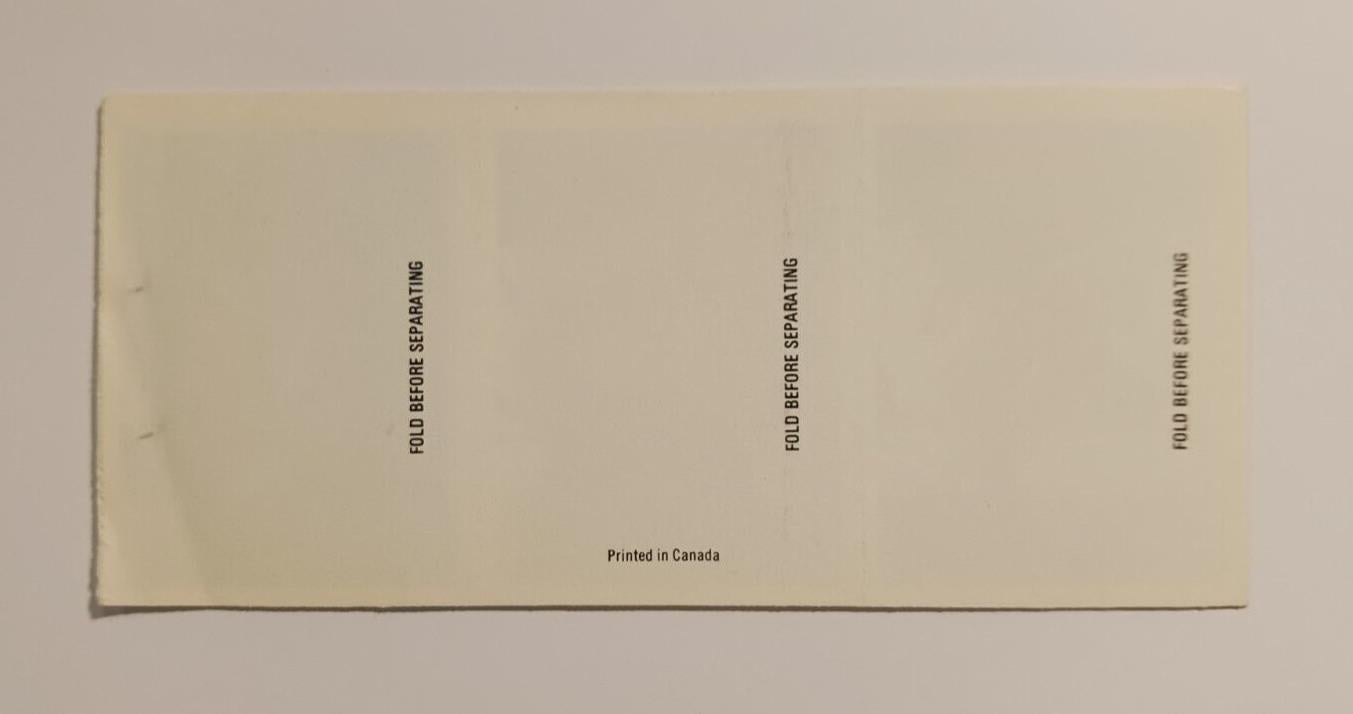 FOLD BEFORE SEPARATING
FOLD BEFORE SEPARATING
FOLD BEFORE SEPARATING
Printed in Canada